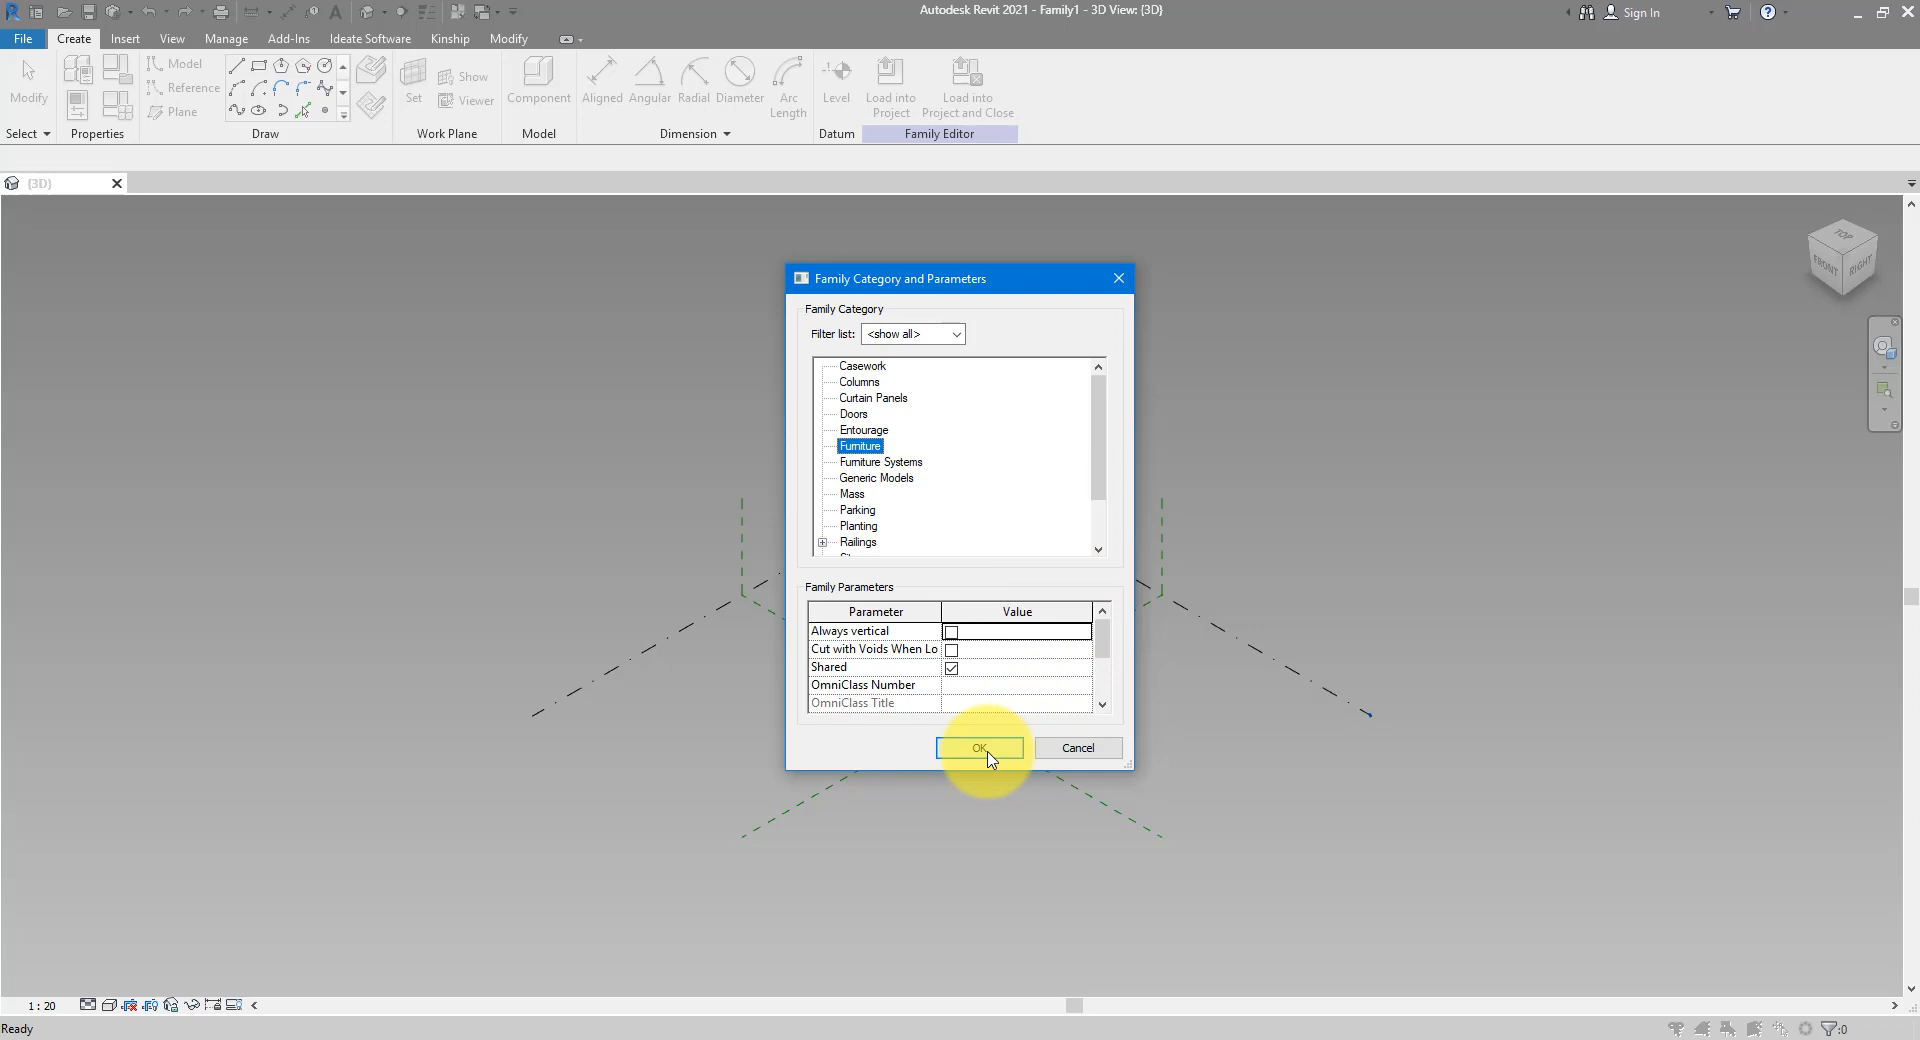 Autodesk Revit 2021 - Family1 - 3D View: {3D}
Sign In
File Create Insert View Manage Add-Ins Ideate Software Kinship Modify
Modify
Model
Reference
Plane
Set
Show
Viewer
Component
Aligned Angular Radial Diameter Arc Length
Level
Load into Project
Load into Project and Close
Select Properties Draw Work Plane Model Dimension Datum Family Editor
{3D}
TOP
FRONT
RIGHT
Family Category and Parameters
Family Category
Filter list: <show all>
Casework
Columns
Curtain Panels
Doors
Entourage
Furniture
Furniture Systems
Generic Models
Mass
Parking
Planting
Railings
Family Parameters
Parameter Value
Always vertical
Cut with Voids When Lo
Shared
OmniClass Number
OmniClass Title
OK Cancel
1 : 20
Ready
:0